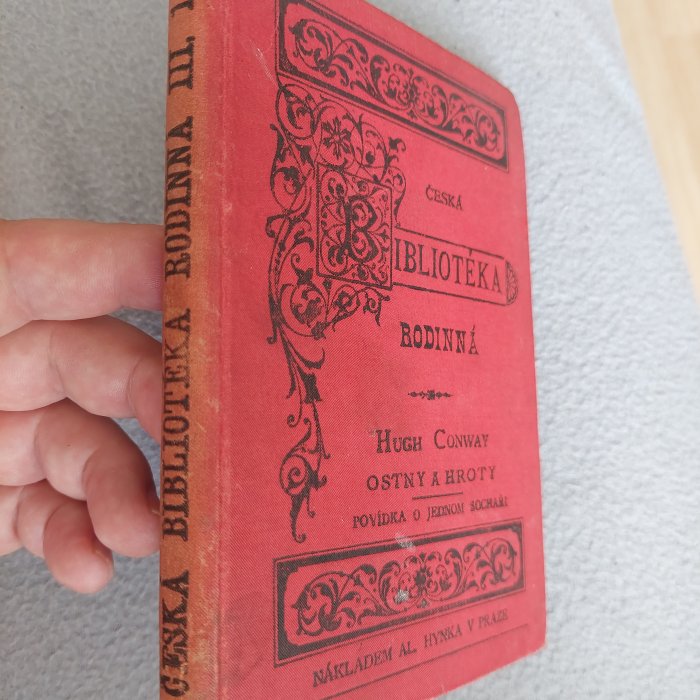 ČESKÁ BIBLIOTÉKA RODINNÁ III.
ČESKÁ
BIBLIOTÉKA
RODINNÁ
HUGH CONWAY
OSTNY A HROTY
POVÍDKA O JEDNOM SOCHAŘI
NÁKLADEM AL. HYNKA V PRAZE